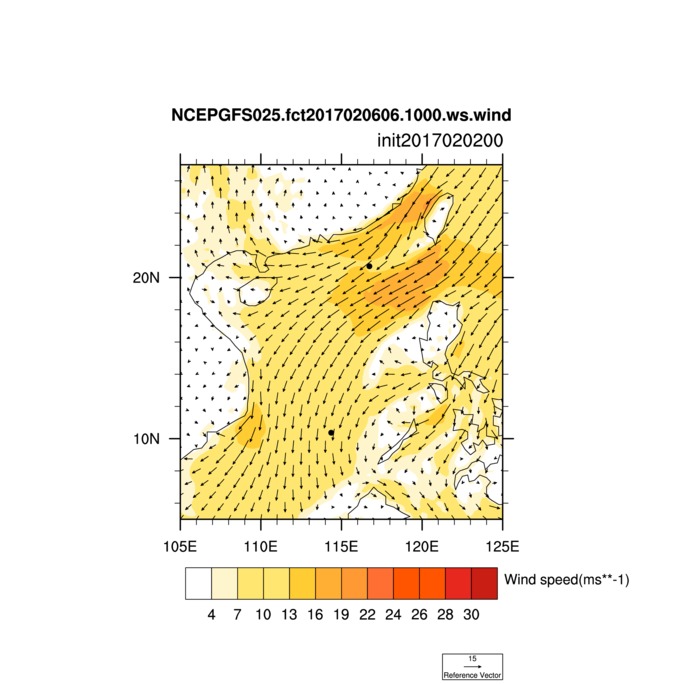 NCEPGFS025.fct2017020606.1000.ws.wind
init2017020200
20N
10N
105E 110E 115E 120E 125E
Wind speed(ms**-1)
4 7 10 13 16 19 22 24 26 28 30
15
Reference Vector